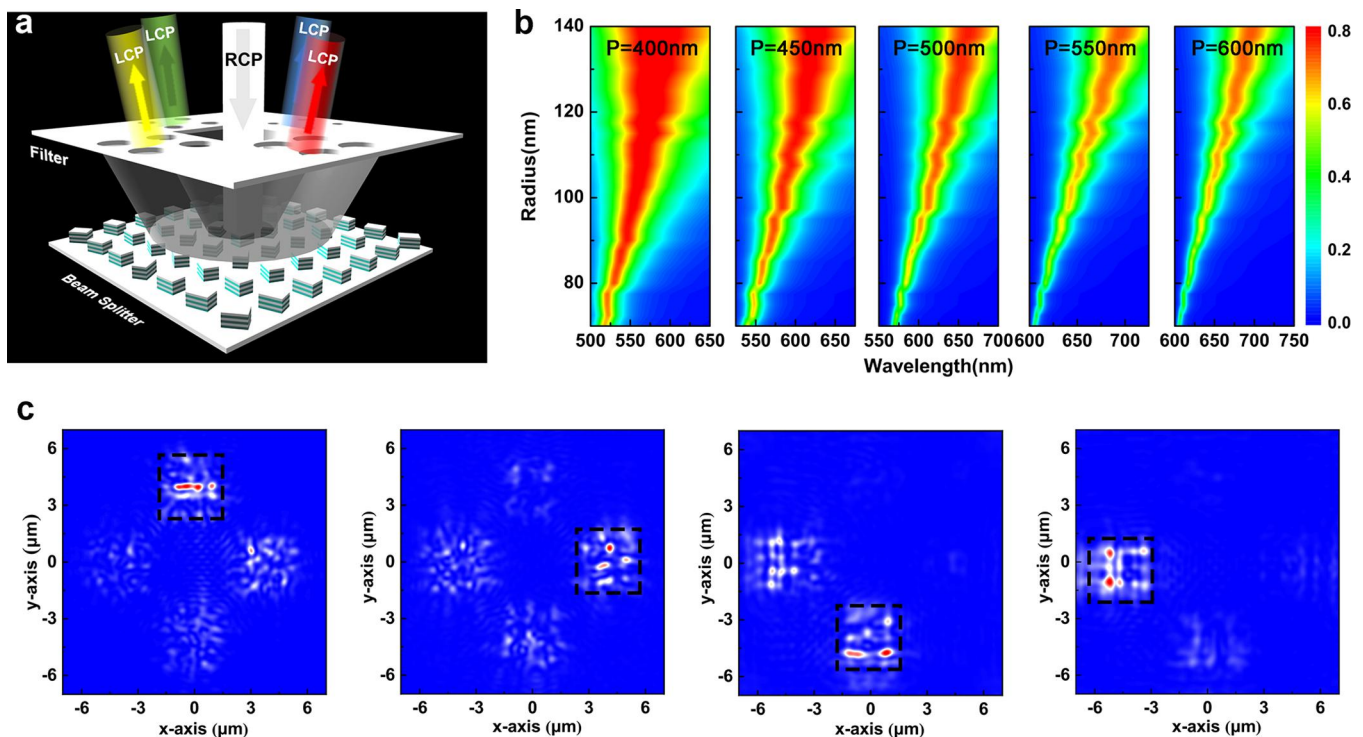 a
LCP
LCP
RCP
LCP
LCP
Filter
Beam Splitter
b
P=400nm
P=450nm
P=500nm
P=550nm
P=600nm
Radius(nm)
140
120
100
80
500 550 600 650
550 600 650
550 600 650 700
600 650 700
600 650 700 750
Wavelength(nm)
0.8
0.6
0.4
0.2
0.0
c
y-axis (μm)
6
3
0
-3
-6
-6 -3 0 3 6
x-axis (μm)
y-axis (μm)
6
3
0
-3
-6
-6 -3 0 3 6
x-axis (μm)
y-axis (μm)
6
3
0
-3
-6
-6 -3 0 3 6
x-axis (μm)
y-axis (μm)
6
3
0
-3
-6
-6 -3 0 3 6
x-axis (μm)